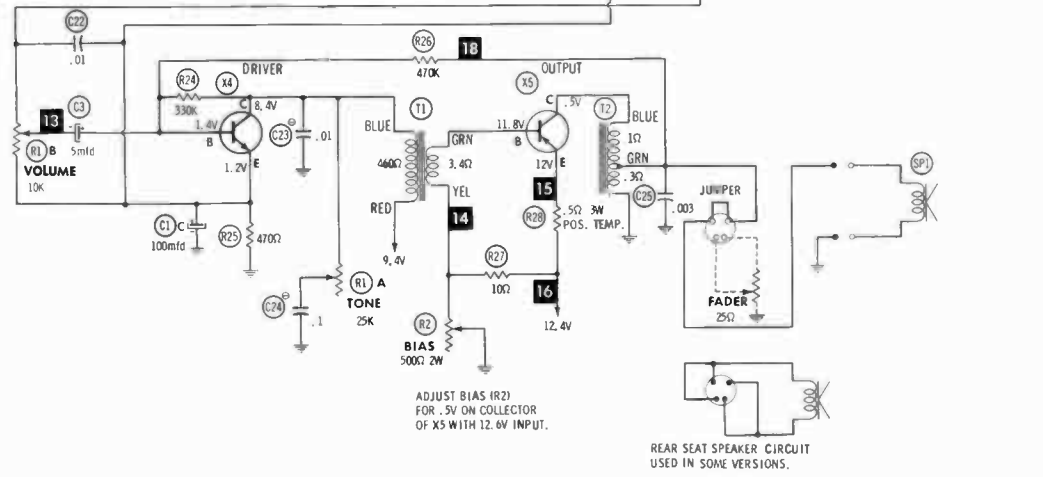 C22
.01
R26
18
470K
DRIVER
OUTPUT
R24
330K
X4
C
8.4V
X5
C
.5V
T2
BLUE
1Ω
GRN
.3Ω
13
C3
5mfd
1.4V
B
1.2V
E
C23
.01
BLUE
T1
GRN
460Ω
3.4Ω
YEL
RED
9.4V
11.8V
B
12V
E
15
14
R28
.5Ω 3W
POS. TEMP.
C25
.003
JUMPER
SP1
R1 B
VOLUME
10K
C1 C
100mfd
R25
470Ω
R27
10Ω
16
12.4V
C24
.1
R1 A
TONE
25K
R2
BIAS
500Ω 2W
FADER
25Ω
ADJUST BIAS (R2)
FOR .5V ON COLLECTOR
OF X5 WITH 12.6V INPUT.
REAR SEAT SPEAKER CIRCUIT
USED IN SOME VERSIONS.